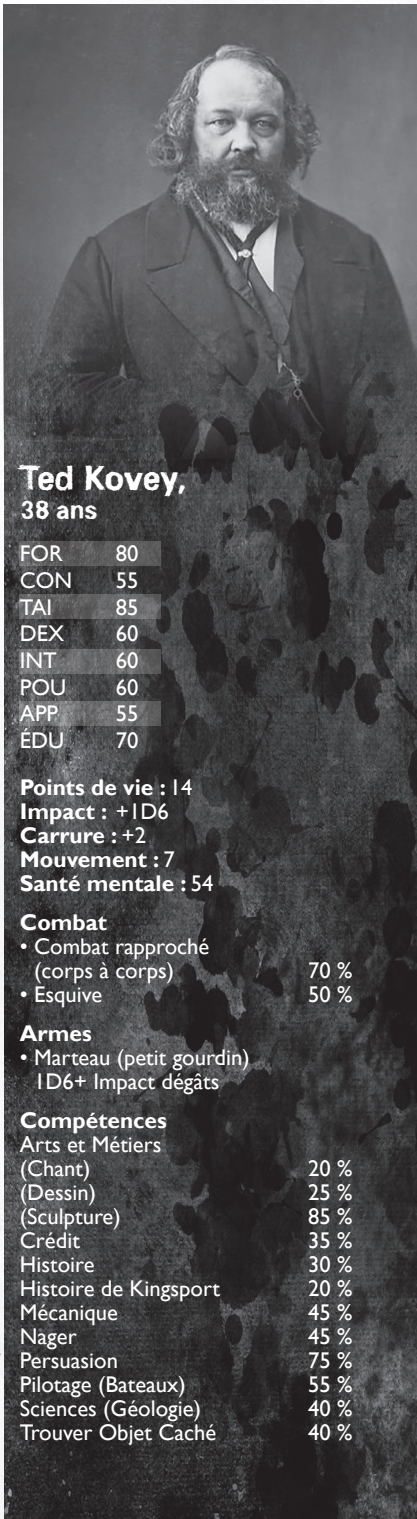 Ted Kovey,
38 ans
FOR 80
CON 55
TAI 85
DEX 60
INT 60
POU 60
APP 55
ÉDU 70
Points de vie : 14
Impact : +1D6
Carrure : +2
Mouvement : 7
Santé mentale : 54
Combat
• Combat rapproché
(corps à corps) 70 %
• Esquive 50 %
Armes
• Marteau (petit gourdin)
1D6+ Impact dégâts
Compétences
Arts et Métiers
(Chant) 20 %
(Dessin) 25 %
(Sculpture) 85 %
Crédit 35 %
Histoire 30 %
Histoire de Kingsport 20 %
Mécanique 45 %
Nager 45 %
Persuasion 75 %
Pilotage (Bateaux) 55 %
Sciences (Géologie) 40 %
Trouver Objet Caché 40 %